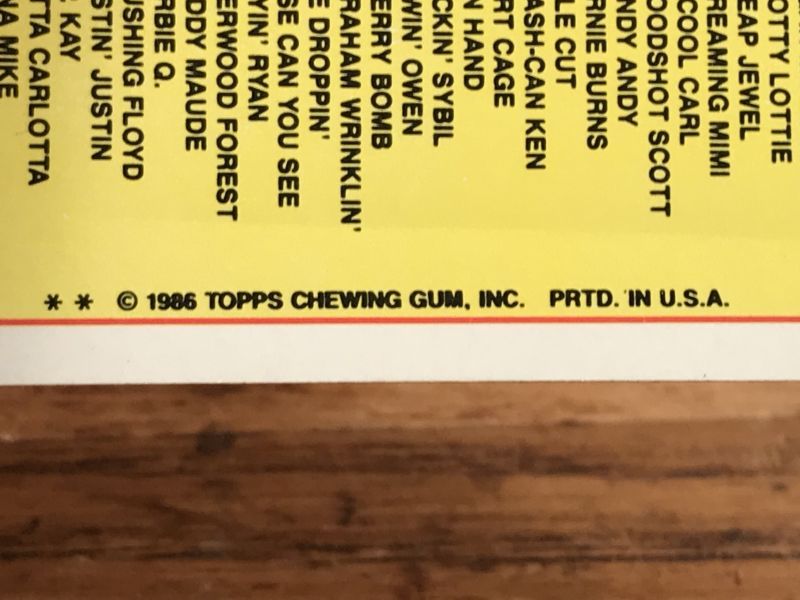 OTTY LOTTIE
EAP JEWEL
REAMING MIMI
COOL CARL
OODSHOT SCOTT
NDY ANDY
RNIE BURNS
LE CUT
ASH-CAN KEN
RT CAGE
N HAND
CKIN' SYBIL
WIN' OWEN
ERRY BOMB
RAHAM WRINKLIN'
E DROPPIN'
SE CAN YOU SEE
YIN' RYAN
ERWOOD FOREST
DDY MAUDE
RBIE Q.
USHING FLOYD
STIN' JUSTIN
KAY
TTA CARLOTTA
NA MIKE
* * © 1986 TOPPS CHEWING GUM, INC. PRTD. IN U.S.A.